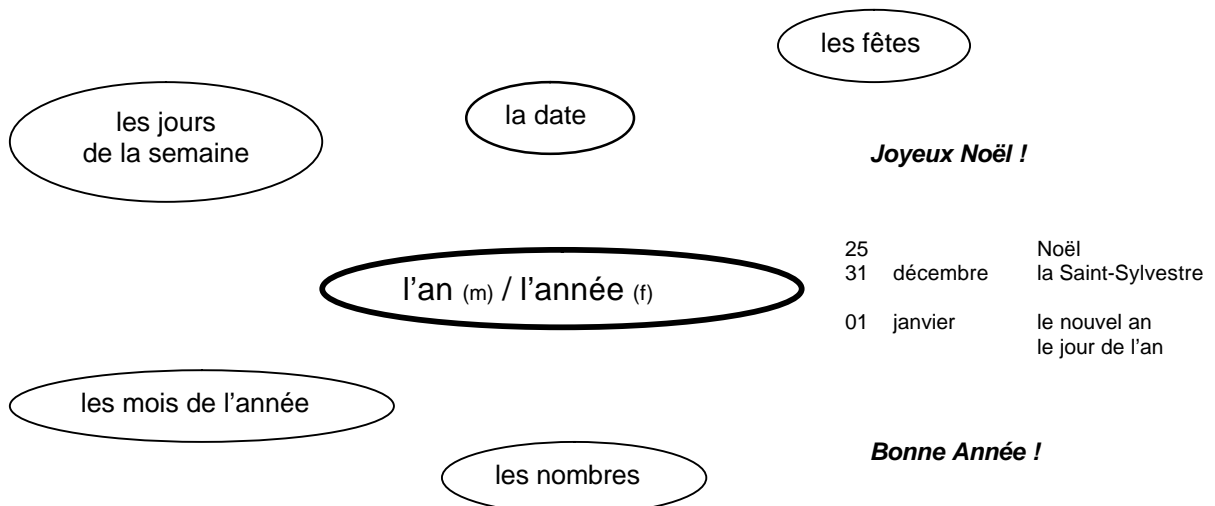 les fêtes
la date
les jours
de la semaine
Joyeux Noël !
25 Noël
31 décembre la Saint-Sylvestre
l'an (m) / l'année (f)
01 janvier le nouvel an
le jour de l'an
les mois de l'année
Bonne Année !
les nombres